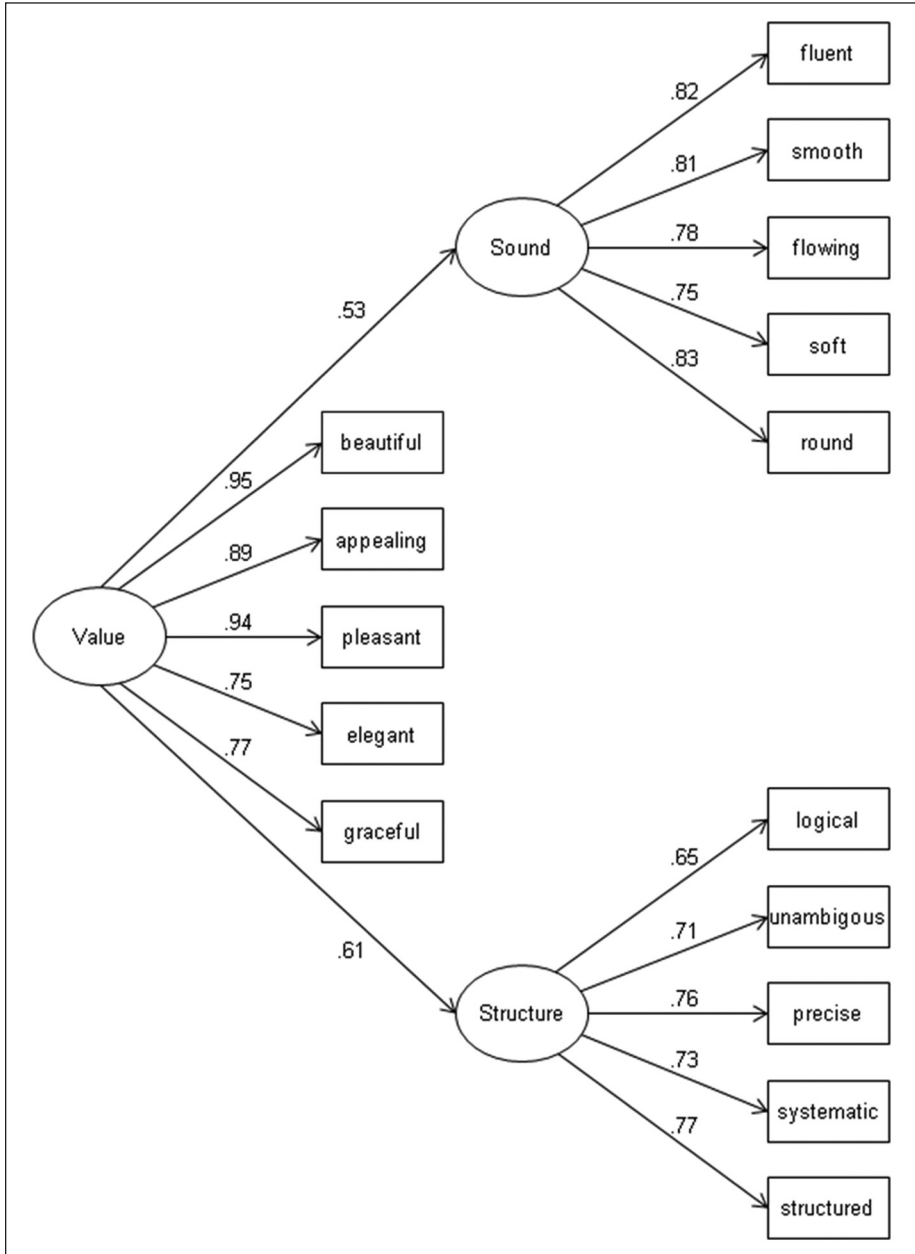 fluent
.82
smooth
.81
Sound
.78
flowing
.75
soft
.53
.83
beautiful
round
.95
appealing
.89
Value
.94
pleasant
.75
elegant
.77
graceful
logical
.65
unambigous
.61
.71
Structure
.76
precise
.73
systematic
.77
structured